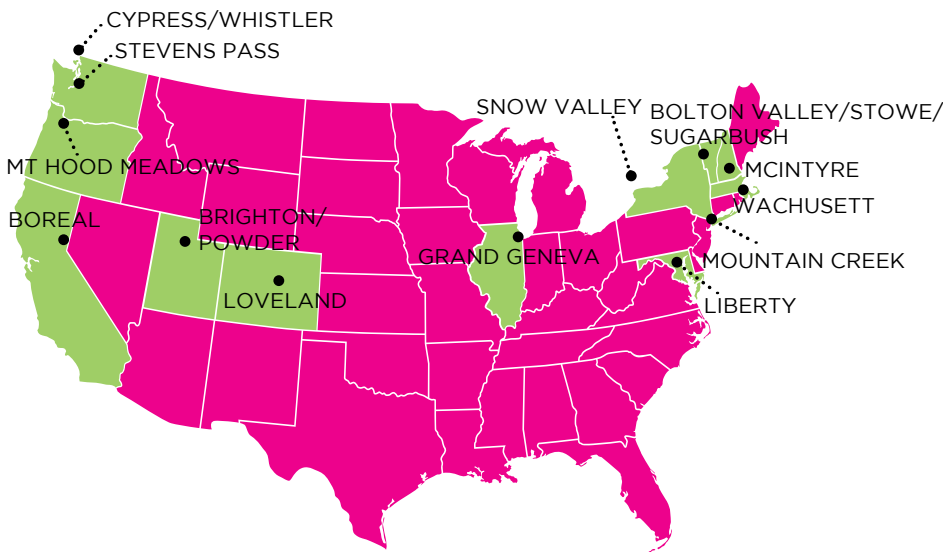 CYPRESS/WHISTLER
STEVENS PASS
SNOW VALLEY
BOLTON VALLEY/STOWE/
SUGARBUSH
MT HOOD MEADOWS
MCINTYRE
WACHUSETT
BOREAL
BRIGHTON/
POWDER
GRAND GENEVA
MOUNTAIN CREEK
LOVELAND
LIBERTY